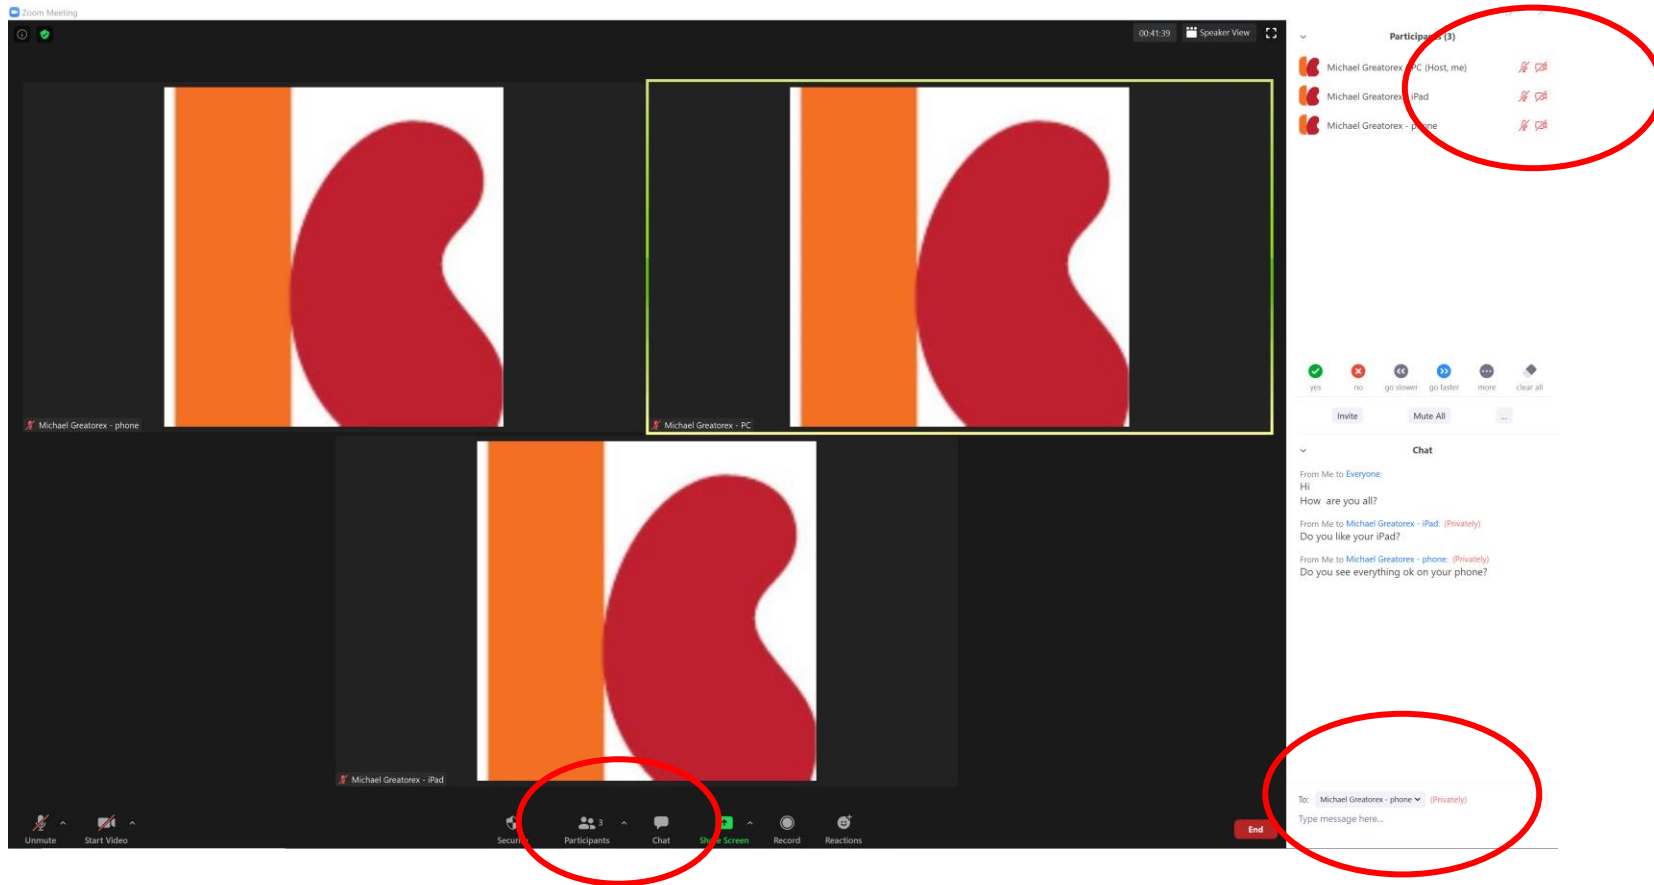 Zoom Meeting
00:41:39 Speaker View
Michael Greatorex - phone
Michael Greatorex - PC
Michael Greatorex - iPad
Unmute Start Video Security Participants 3 Chat Share Screen Record Reactions End
Participants (3)
Michael Greatorex - PC (Host, me)
Michael Greatorex - iPad
Michael Greatorex - phone
yes no go slower go faster more clear all
Invite Mute All ...
Chat
From Me to Everyone:
Hi
How are you all?
From Me to Michael Greatorex - iPad: (Privately)
Do you like your iPad?
From Me to Michael Greatorex - phone: (Privately)
Do you see everything ok on your phone?
To: Michael Greatorex - phone (Privately)
Type message here...